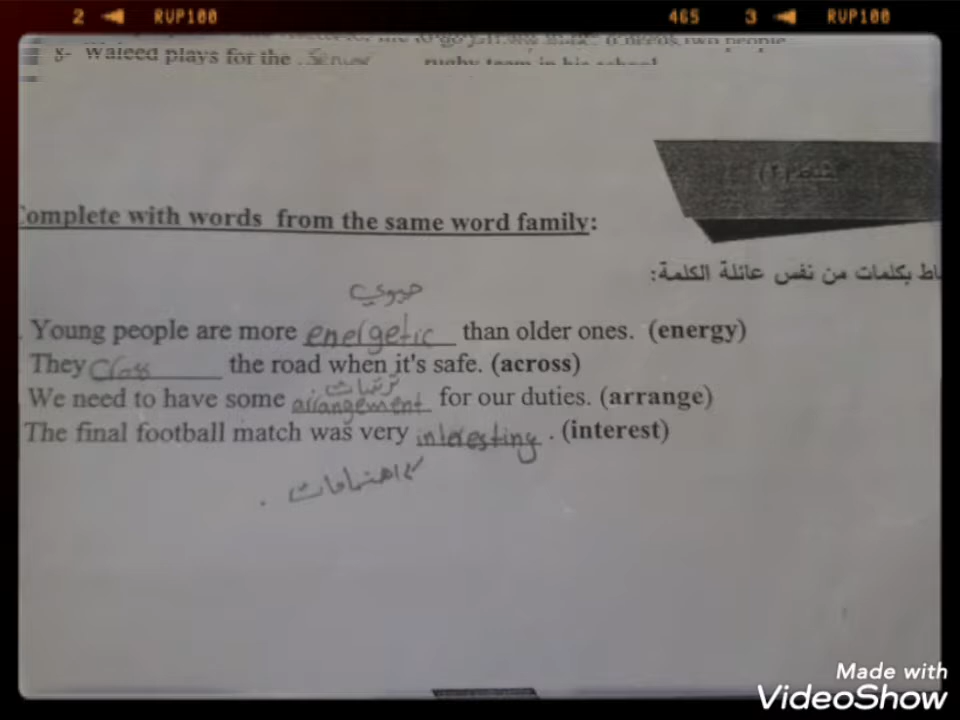 2 RVP100 465 3 RVP100
8- Waleed plays for the Senior rugby team in his school
Complete with words from the same word family:
بكلمات من نفس عائلة الكلمة:
حيوي
Young people are more energetic than older ones. (energy)
They Cross the road when it's safe. (across)
ترتيبات
We need to have some arrangement for our duties. (arrange)
The final football match was very interesting . (interest)
اهتمامات
Made with
VideoShow